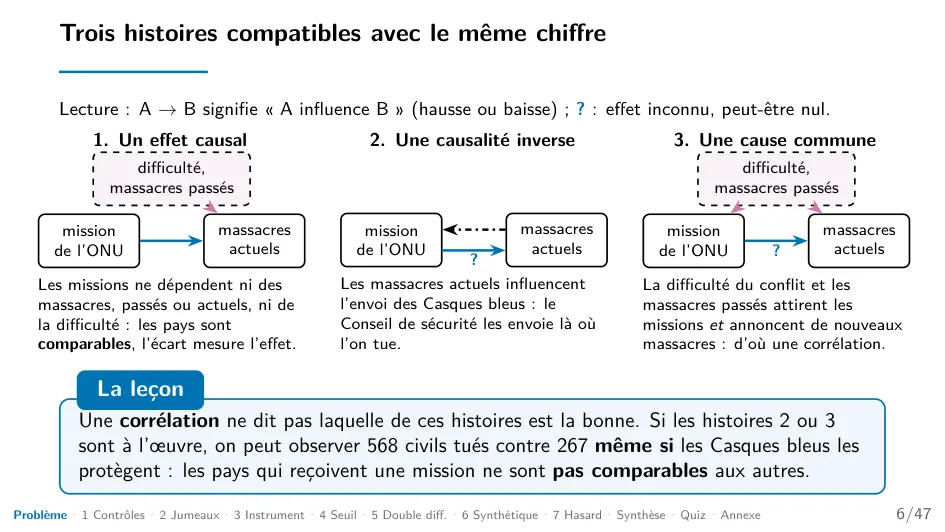 Trois histoires compatibles avec le même chiffre
Lecture : A → B signifie « A influence B » (hausse ou baisse) ; ? : effet inconnu, peut-être nul.
1. Un effet causal
difficulté,
massacres passés
mission
de l'ONU
massacres
actuels
Les missions ne dépendent ni des
massacres, passés ou actuels, ni de
la difficulté : les pays sont
comparables, l'écart mesure l'effet.
2. Une causalité inverse
mission
de l'ONU
massacres
actuels
?
Les massacres actuels influencent
l'envoi des Casques bleus : le
Conseil de sécurité les envoie là où
l'on tue.
3. Une cause commune
difficulté,
massacres passés
mission
de l'ONU
massacres
actuels
?
La difficulté du conflit et les
massacres passés attirent les
missions et annoncent de nouveaux
massacres : d'où une corrélation.
La leçon
Une corrélation ne dit pas laquelle de ces histoires est la bonne. Si les histoires 2 ou 3
sont à l'œuvre, on peut observer 568 civils tués contre 267 même si les Casques bleus les
protègent : les pays qui reçoivent une mission ne sont pas comparables aux autres.
Problème · 1 Contrôles · 2 Jumeaux · 3 Instrument · 4 Seuil · 5 Double diff. · 6 Synthétique · 7 Hasard · Synthèse · Quiz · Annexe
6/47